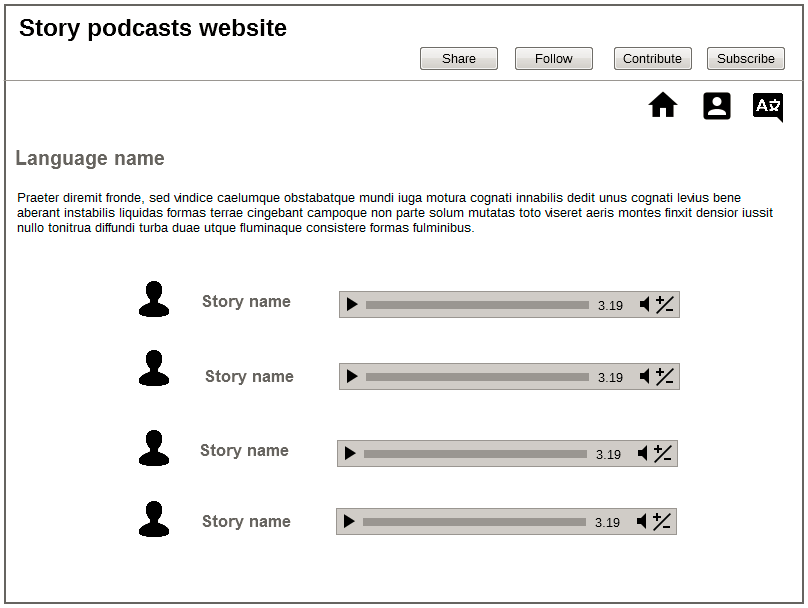 Story podcasts website
Share Follow Contribute Subscribe
Language name
Praeter diremit fronde, sed vindice caelumque obstabatque mundi iuga motura cognati innabilis dedit unus cognati levius bene
aberant instabilis liquidas formas terrae cingebant campoque non parte solum mutatas toto viseret aeris montes finxit densior iussit
nullo tonitrua diffundi turba duae utque fluminaque consistere formas fulminibus.
Story name 3.19
Story name 3.19
Story name 3.19
Story name 3.19